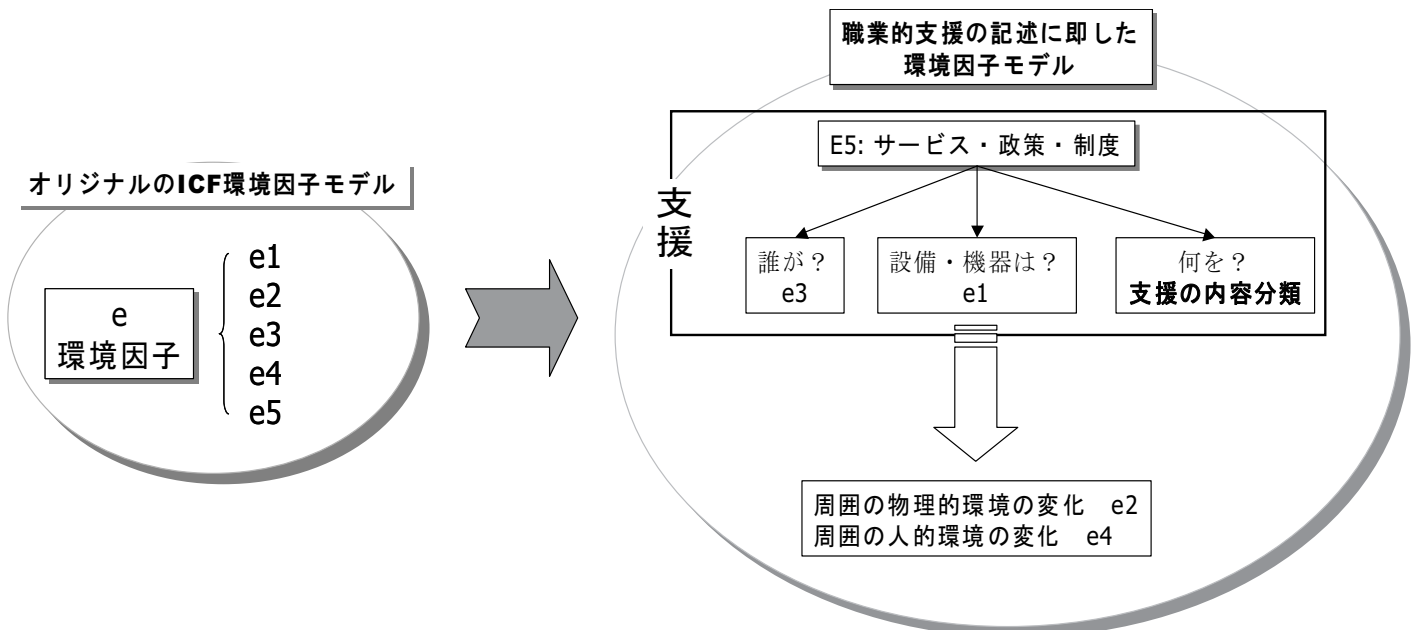 オリジナルのICF環境因子モデル
e
環境因子
e1
e2
e3
e4
e5
職業的支援の記述に即した
環境因子モデル
支援
E5: サービス・政策・制度
誰が?
e3
設備・機器は?
e1
何を?
支援の内容分類
周囲の物理的環境の変化 e2
周囲の人的環境の変化 e4